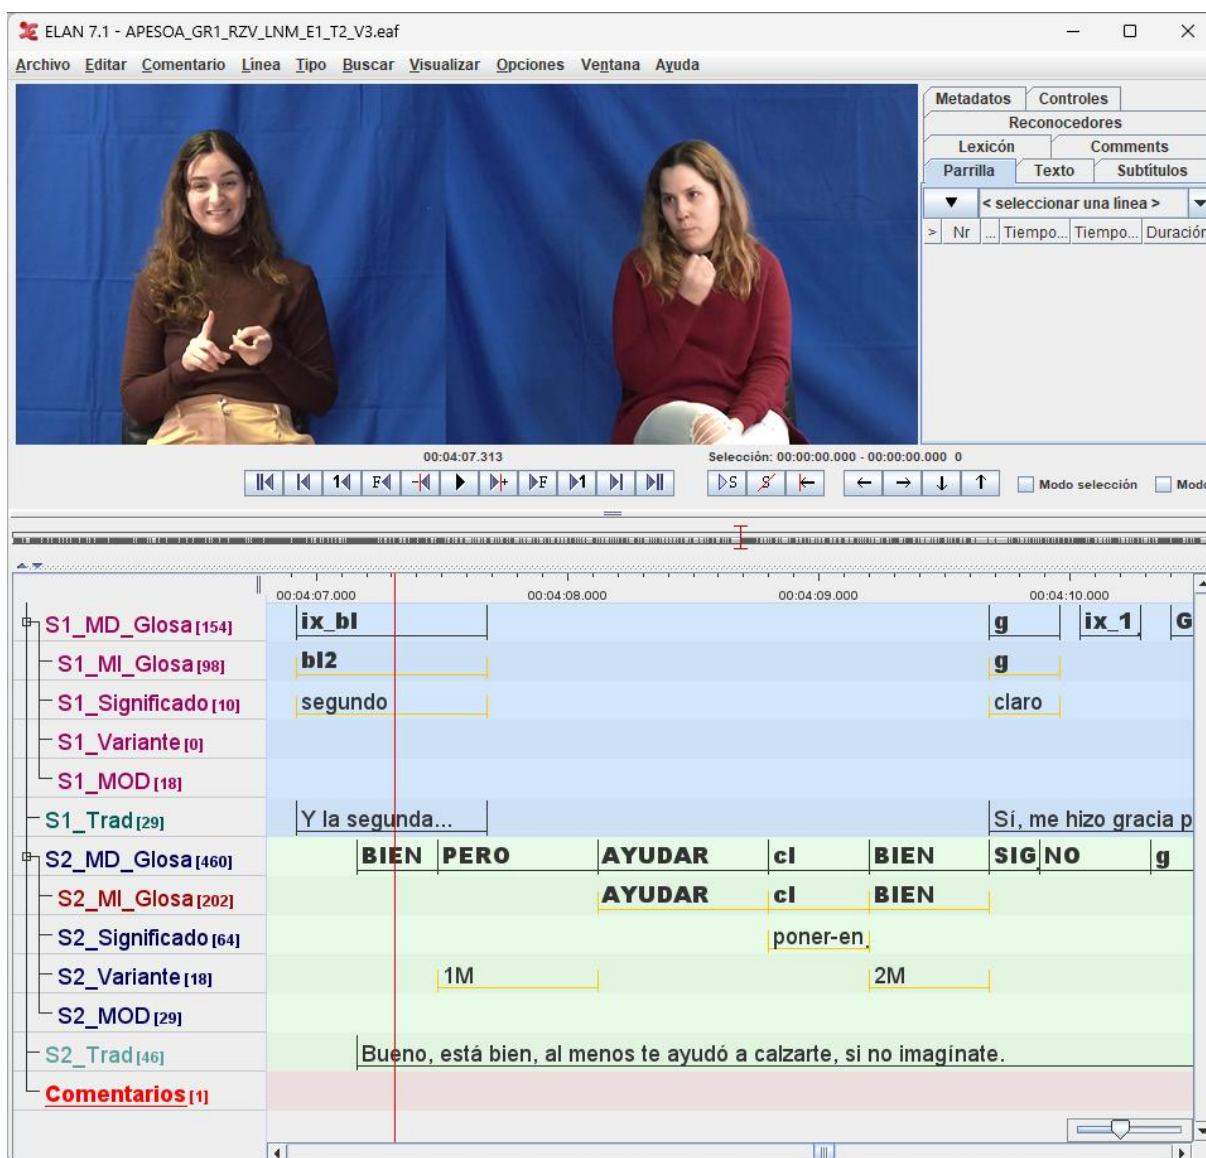 ELAN 7.1 - APESOA_GR1_RZV_LNM_E1_T2_V3.eaf
Archivo Editar Comentario Línea Tipo Buscar Visualizar Opciones Ventana Ayuda
Metadatos Controles
Reconocedores
Lexicón Comments
Parrilla Texto Subtítulos
< seleccionar una línea >
> Nr ... Tiempo... Tiempo... Duración
00:04:07.313 Selección: 00:00:00.000 - 00:00:00.000 0
1 F F 1 S S Modo selección Modo
00:04:07.000 00:04:08.000 00:04:09.000 00:04:10.000
S1_MD_Glosa [154] ix_bl g ix_1 G
S1_MI_Glosa [98] bl2 g
S1_Significado [10] segundo claro
S1_Variante [0]
S1_MOD [18]
S1_Trad [29] Y la segunda... Sí, me hizo gracia p
S2_MD_Glosa [460] BIEN PERO AYUDAR cl BIEN SIG NO g
S2_MI_Glosa [202] AYUDAR cl BIEN
S2_Significado [64] poner-en
S2_Variante [18] 1M 2M
S2_MOD [29]
S2_Trad [46] Bueno, está bien, al menos te ayudó a calzarte, si no imagínate.
Comentarios [1]